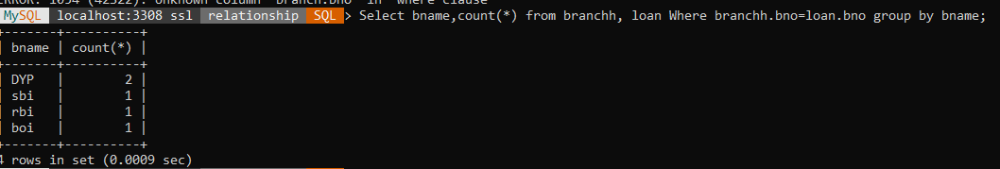 ERROR: 1054 (42S22): Unknown column 'branch.bno' in 'where clause'
MySQL localhost:3308 ssl relationship SQL > Select bname,count(*) from branchh, loan Where branchh.bno=loan.bno group by bname;
+-------+----------+
| bname | count(*) |
+-------+----------+
| DYP   |        2 |
| sbi   |        1 |
| rbi   |        1 |
| boi   |        1 |
+-------+----------+
4 rows in set (0.0009 sec)